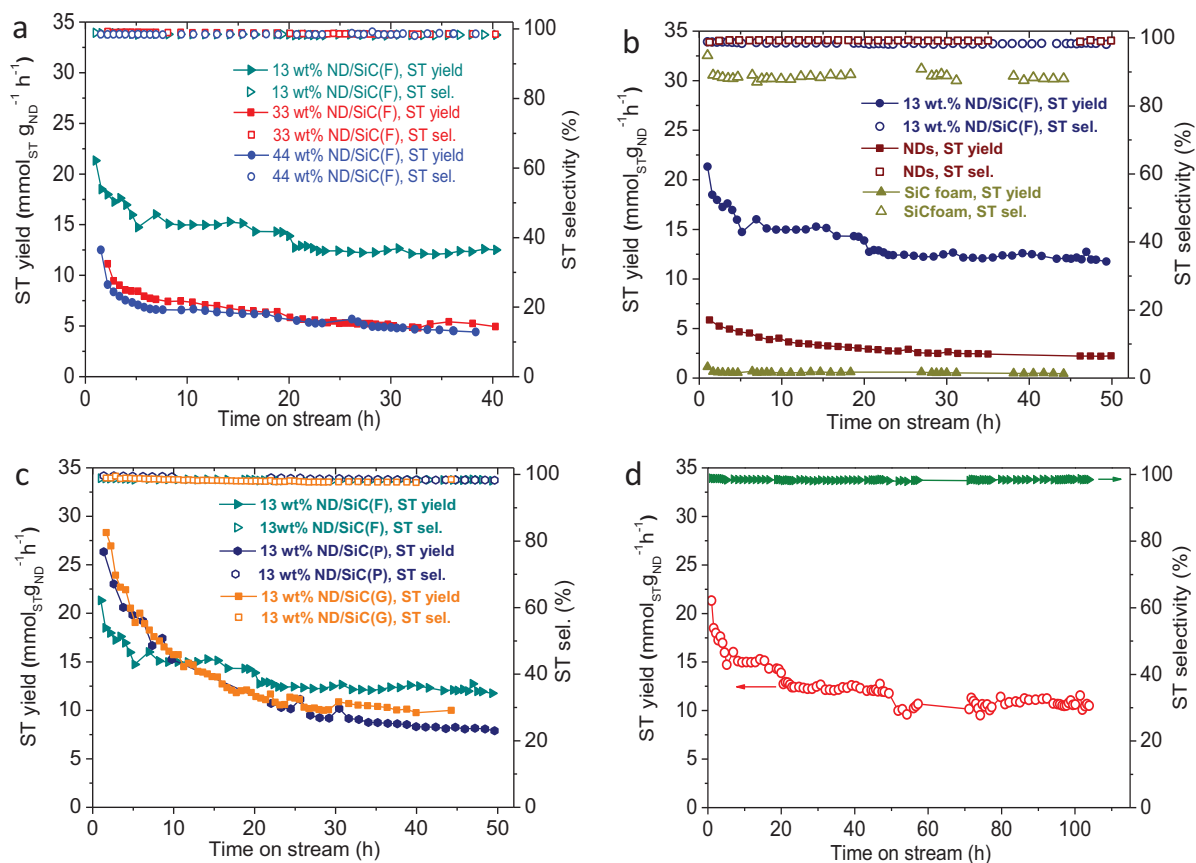 a
35
30
25
20
15
10
5
0
ST yield (mmol_ST g_ND^-1 h^-1)
100
80
60
40
20
0
ST selectivity (%)
13 wt% ND/SiC(F), ST yield
13 wt% ND/SiC(F), ST sel.
33 wt% ND/SiC(F), ST yield
33 wt% ND/SiC(F), ST sel.
44 wt% ND/SiC(F), ST yield
44 wt% ND/SiC(F), ST sel.
0 10 20 30 40
Time on stream (h)
b
35
30
25
20
15
10
5
0
ST yield (mmol_ST g_ND^-1 h^-1)
100
80
60
40
20
0
ST selectivity (%)
13 wt.% ND/SiC(F), ST yield
13 wt.% ND/SiC(F), ST sel.
NDs, ST yield
NDs, ST sel.
SiC foam, ST yield
SiCfoam, ST sel.
0 10 20 30 40 50
Time on stream (h)
c
35
30
25
20
15
10
5
0
ST yield (mmol_ST g_ND^-1 h^-1)
100
80
60
40
20
0
ST sel. (%)
13 wt% ND/SiC(F), ST yield
13wt% ND/SiC(F), ST sel.
13 wt% ND/SiC(P), ST yield
13 wt% ND/SiC(P), ST sel.
13 wt% ND/SiC(G), ST yield
13 wt% ND/SiC(G), ST sel.
0 10 20 30 40 50
Time on stream (h)
d
35
30
25
20
15
10
5
0
ST yield (mmol_ST g_ND^-1 h^-1)
100
80
60
40
20
0
ST selectivity (%)
0 20 40 60 80 100
Time on stream (h)